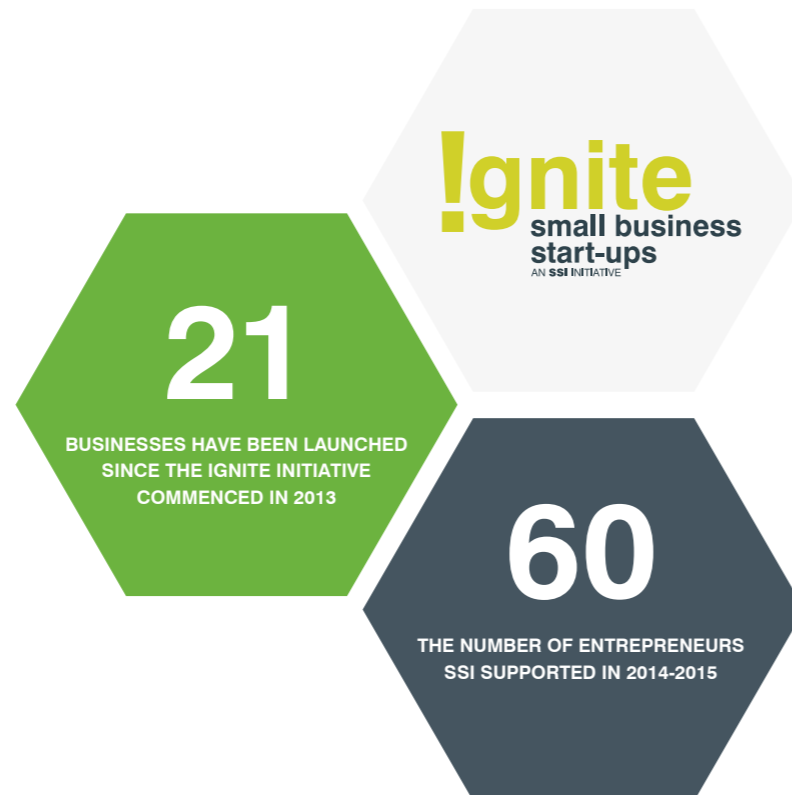 !gnite
small business
start-ups
AN SSI INITIATIVE
21
BUSINESSES HAVE BEEN LAUNCHED
SINCE THE IGNITE INITIATIVE
COMMENCED IN 2013
60
THE NUMBER OF ENTREPRENEURS
SSI SUPPORTED IN 2014-2015